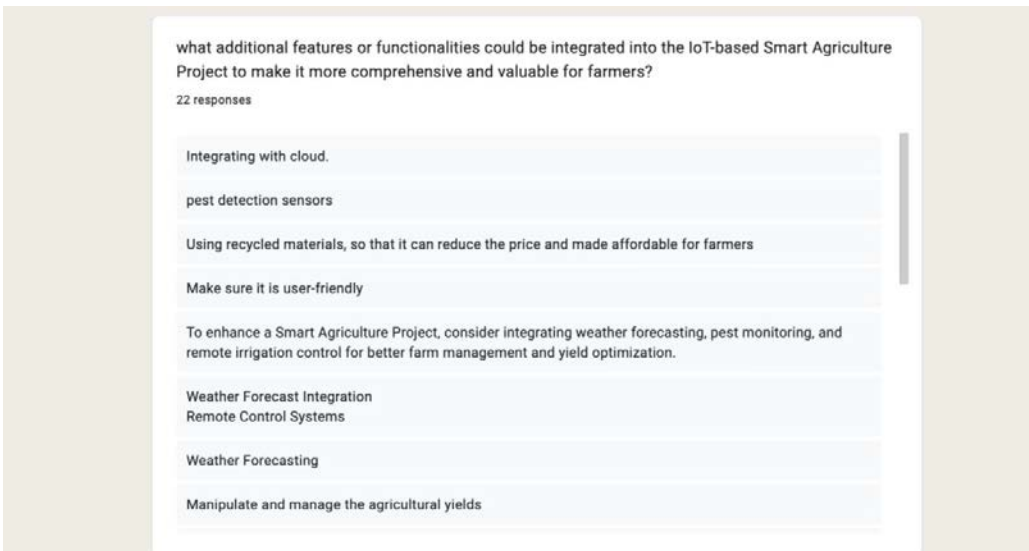 what additional features or functionalities could be integrated into the IoT-based Smart Agriculture
Project to make it more comprehensive and valuable for farmers?
22 responses
Integrating with cloud.
pest detection sensors
Using recycled materials, so that it can reduce the price and made affordable for farmers
Make sure it is user-friendly
To enhance a Smart Agriculture Project, consider integrating weather forecasting, pest monitoring, and
remote irrigation control for better farm management and yield optimization.
Weather Forecast Integration
Remote Control Systems
Weather Forecasting
Manipulate and manage the agricultural yields